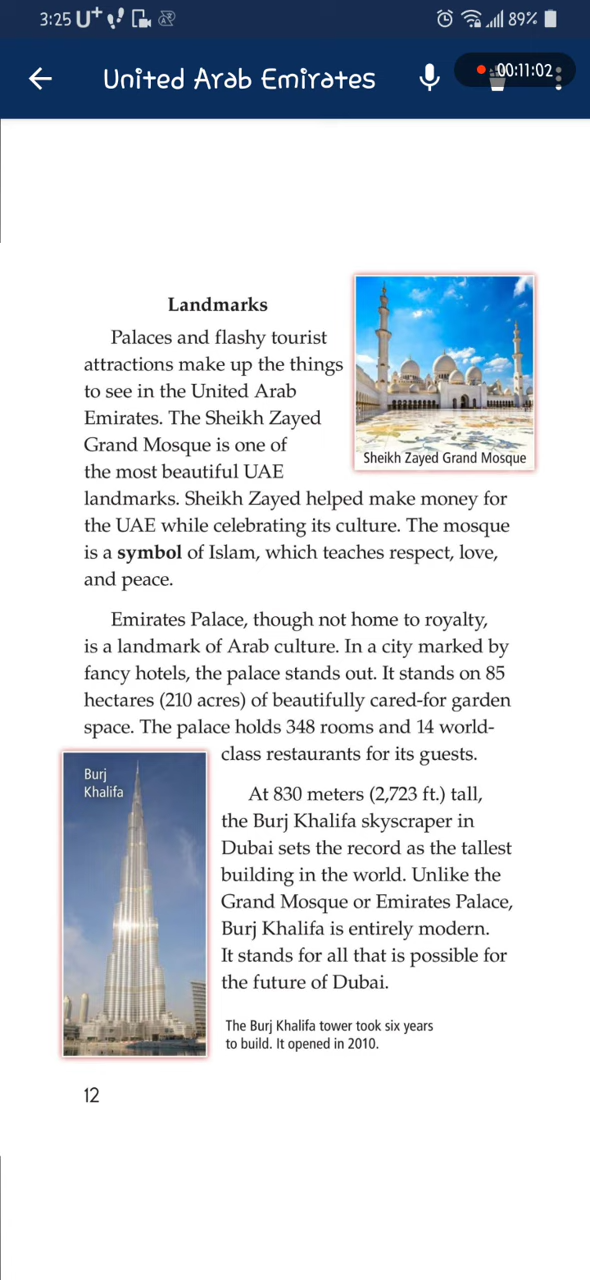 3:25 U+ 89%
United Arab Emirates 00:11:02
Landmarks
Palaces and flashy tourist
attractions make up the things
to see in the United Arab
Emirates. The Sheikh Zayed
Grand Mosque is one of
the most beautiful UAE
landmarks. Sheikh Zayed helped make money for
the UAE while celebrating its culture. The mosque
is a symbol of Islam, which teaches respect, love,
and peace.
Sheikh Zayed Grand Mosque
Emirates Palace, though not home to royalty,
is a landmark of Arab culture. In a city marked by
fancy hotels, the palace stands out. It stands on 85
hectares (210 acres) of beautifully cared-for garden
space. The palace holds 348 rooms and 14 world-
class restaurants for its guests.
Burj
Khalifa
At 830 meters (2,723 ft.) tall,
the Burj Khalifa skyscraper in
Dubai sets the record as the tallest
building in the world. Unlike the
Grand Mosque or Emirates Palace,
Burj Khalifa is entirely modern.
It stands for all that is possible for
the future of Dubai.
The Burj Khalifa tower took six years
to build. It opened in 2010.
12